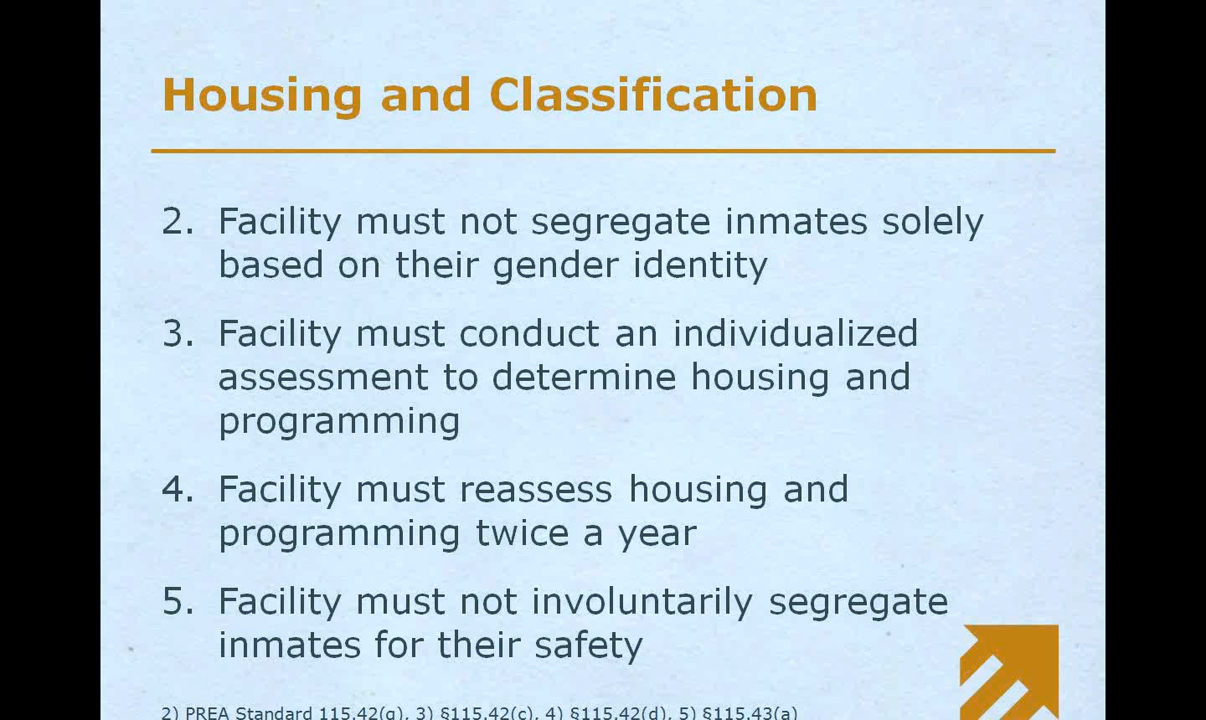 Housing and Classification
2. Facility must not segregate inmates solely
based on their gender identity
3. Facility must conduct an individualized
assessment to determine housing and
programming
4. Facility must reassess housing and
programming twice a year
5. Facility must not involuntarily segregate
inmates for their safety
2) PREA Standard 115.42(g), 3) §115.42(c), 4) §115.42(d), 5) §115.43(a)